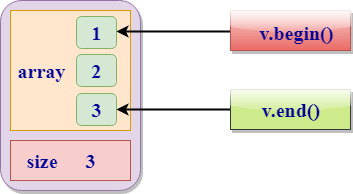 1
v.begin()
array
2
3
v.end()
size 3